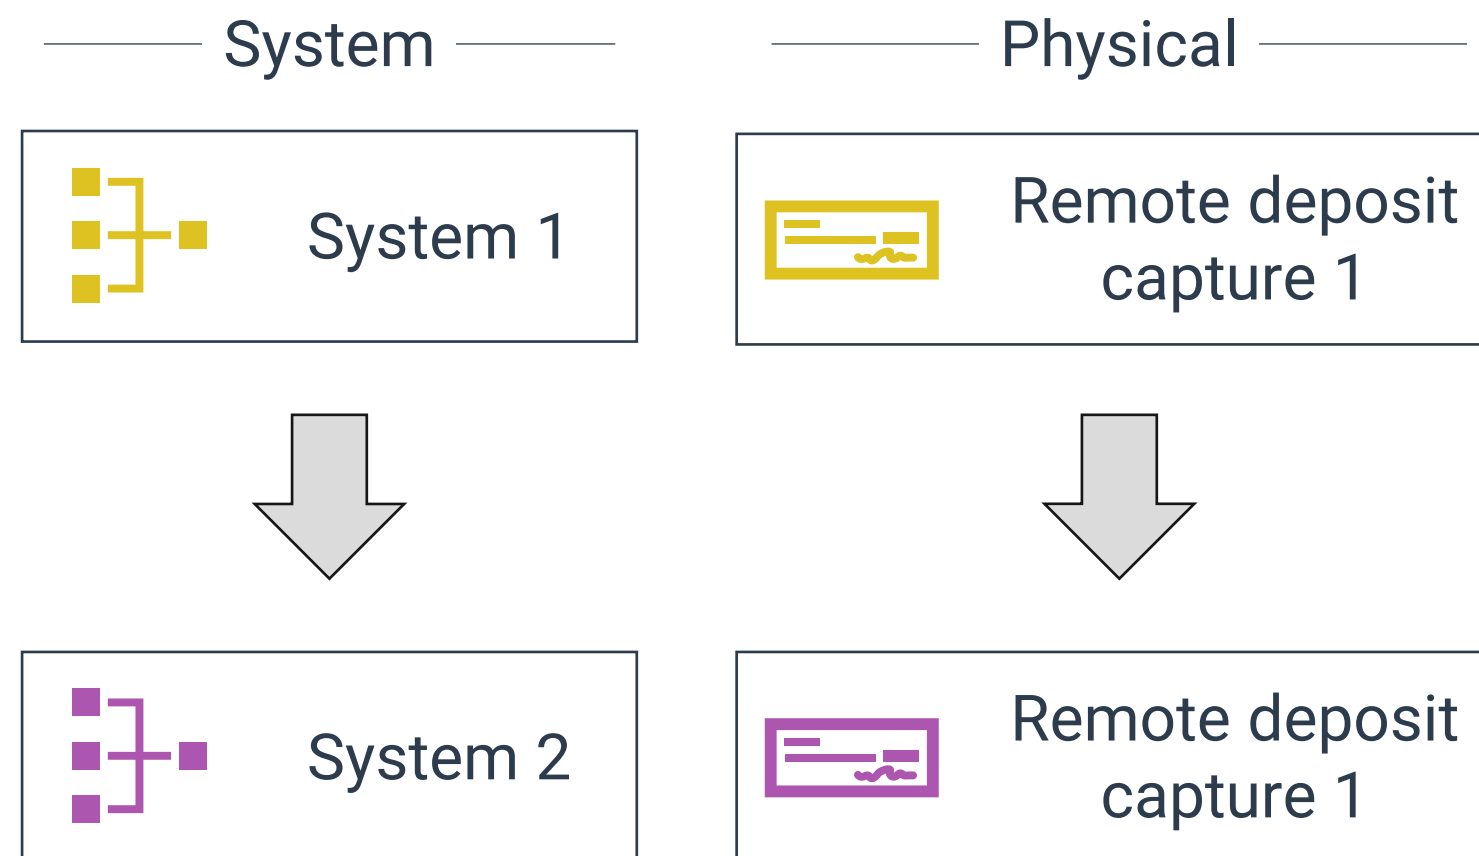 System
Physical
System 1
Remote deposit
capture 1
System 2
Remote deposit
capture 1